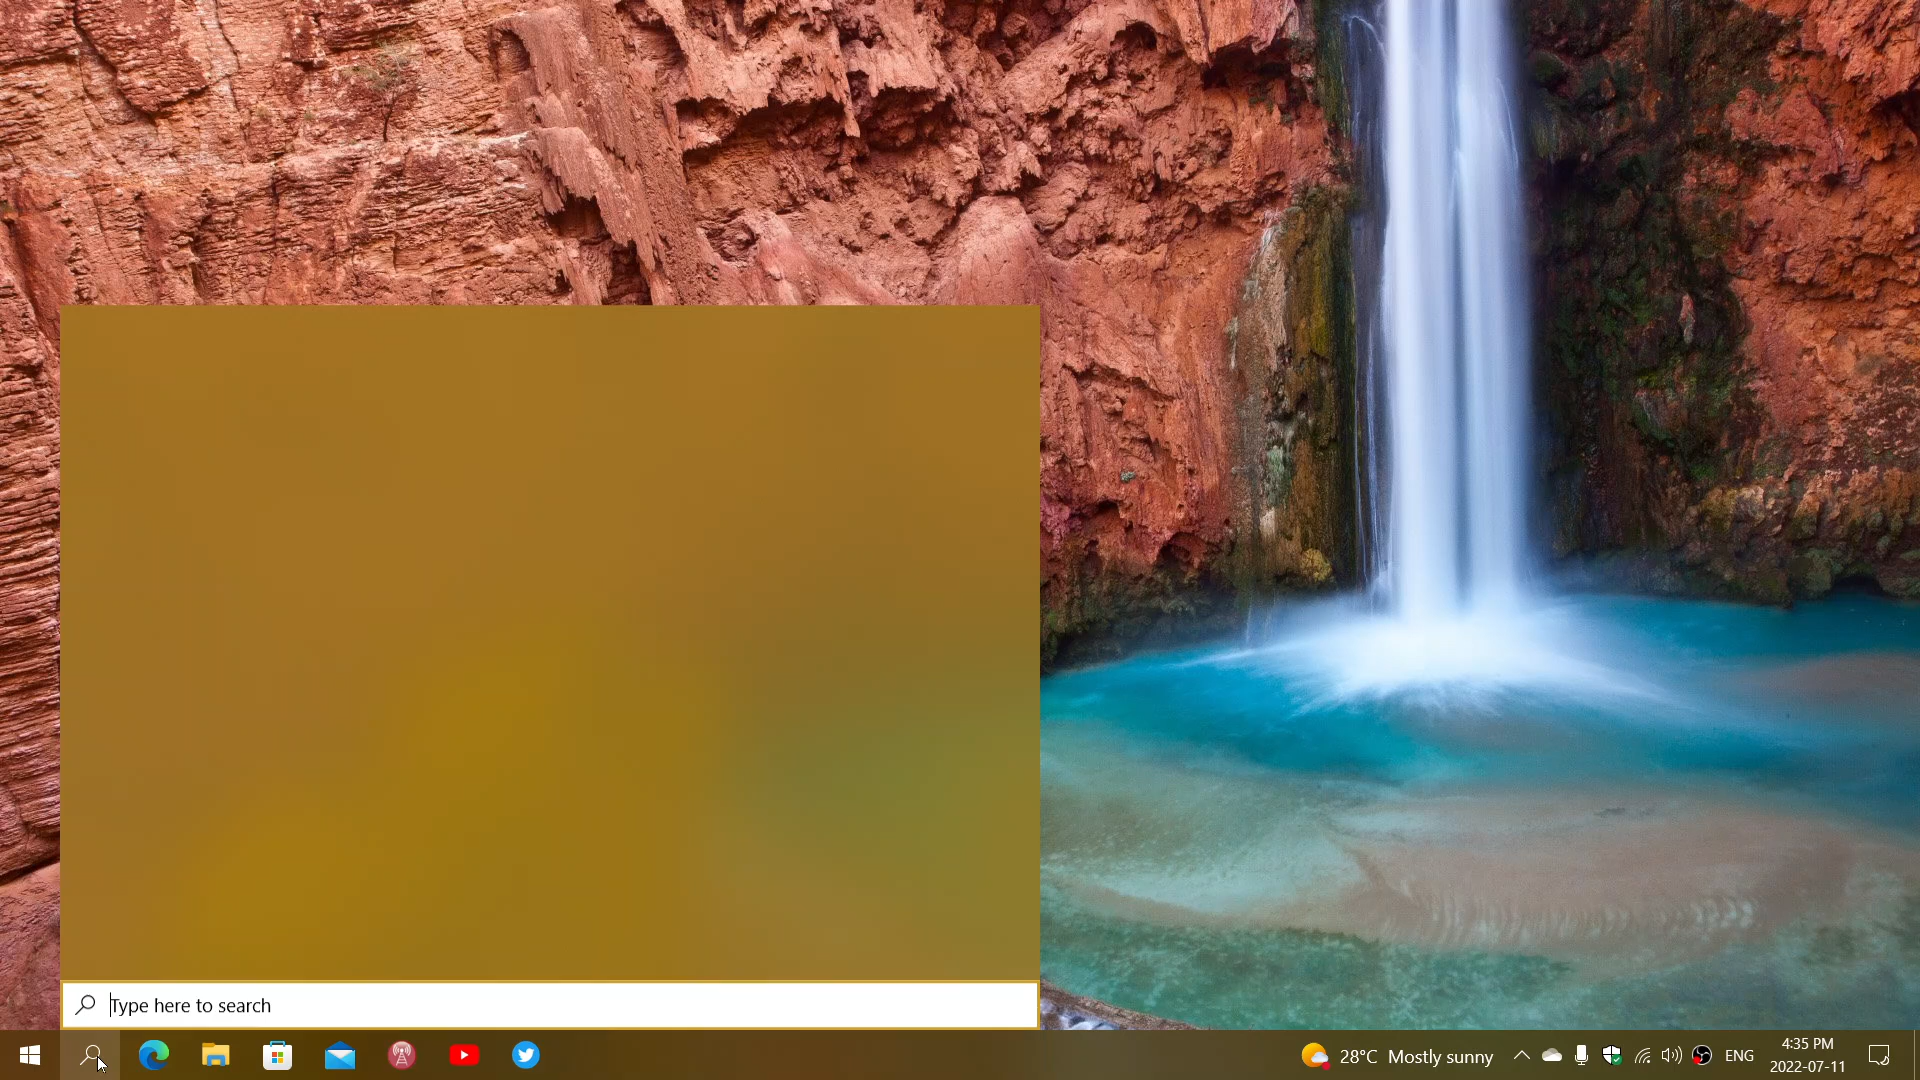 Type here to search
28°C Mostly sunny
ENG
4:35 PM
2022-07-11